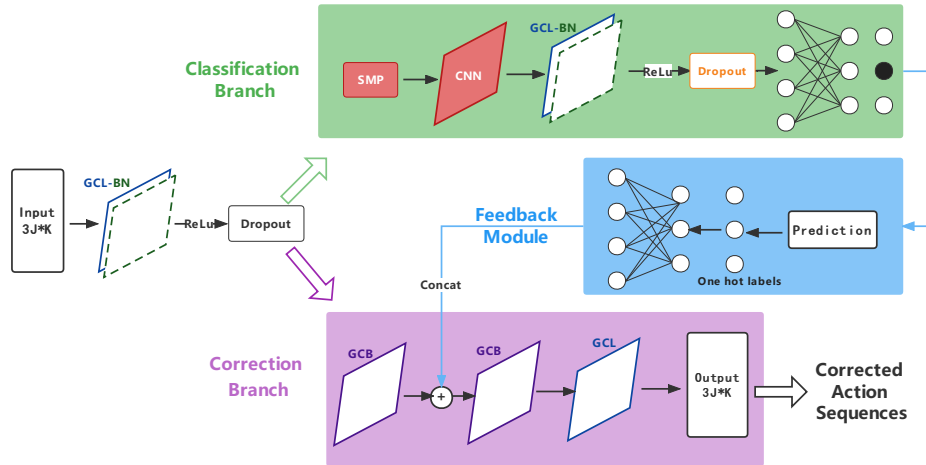 Classification
Branch
SMP
CNN
GCL-BN
ReLu
Dropout
Input
3J*K
GCL-BN
ReLu
Dropout
Feedback
Module
Prediction
One hot labels
Concat
Correction
Branch
GCB
+
GCB
GCL
Output
3J*K
Corrected
Action
Sequences